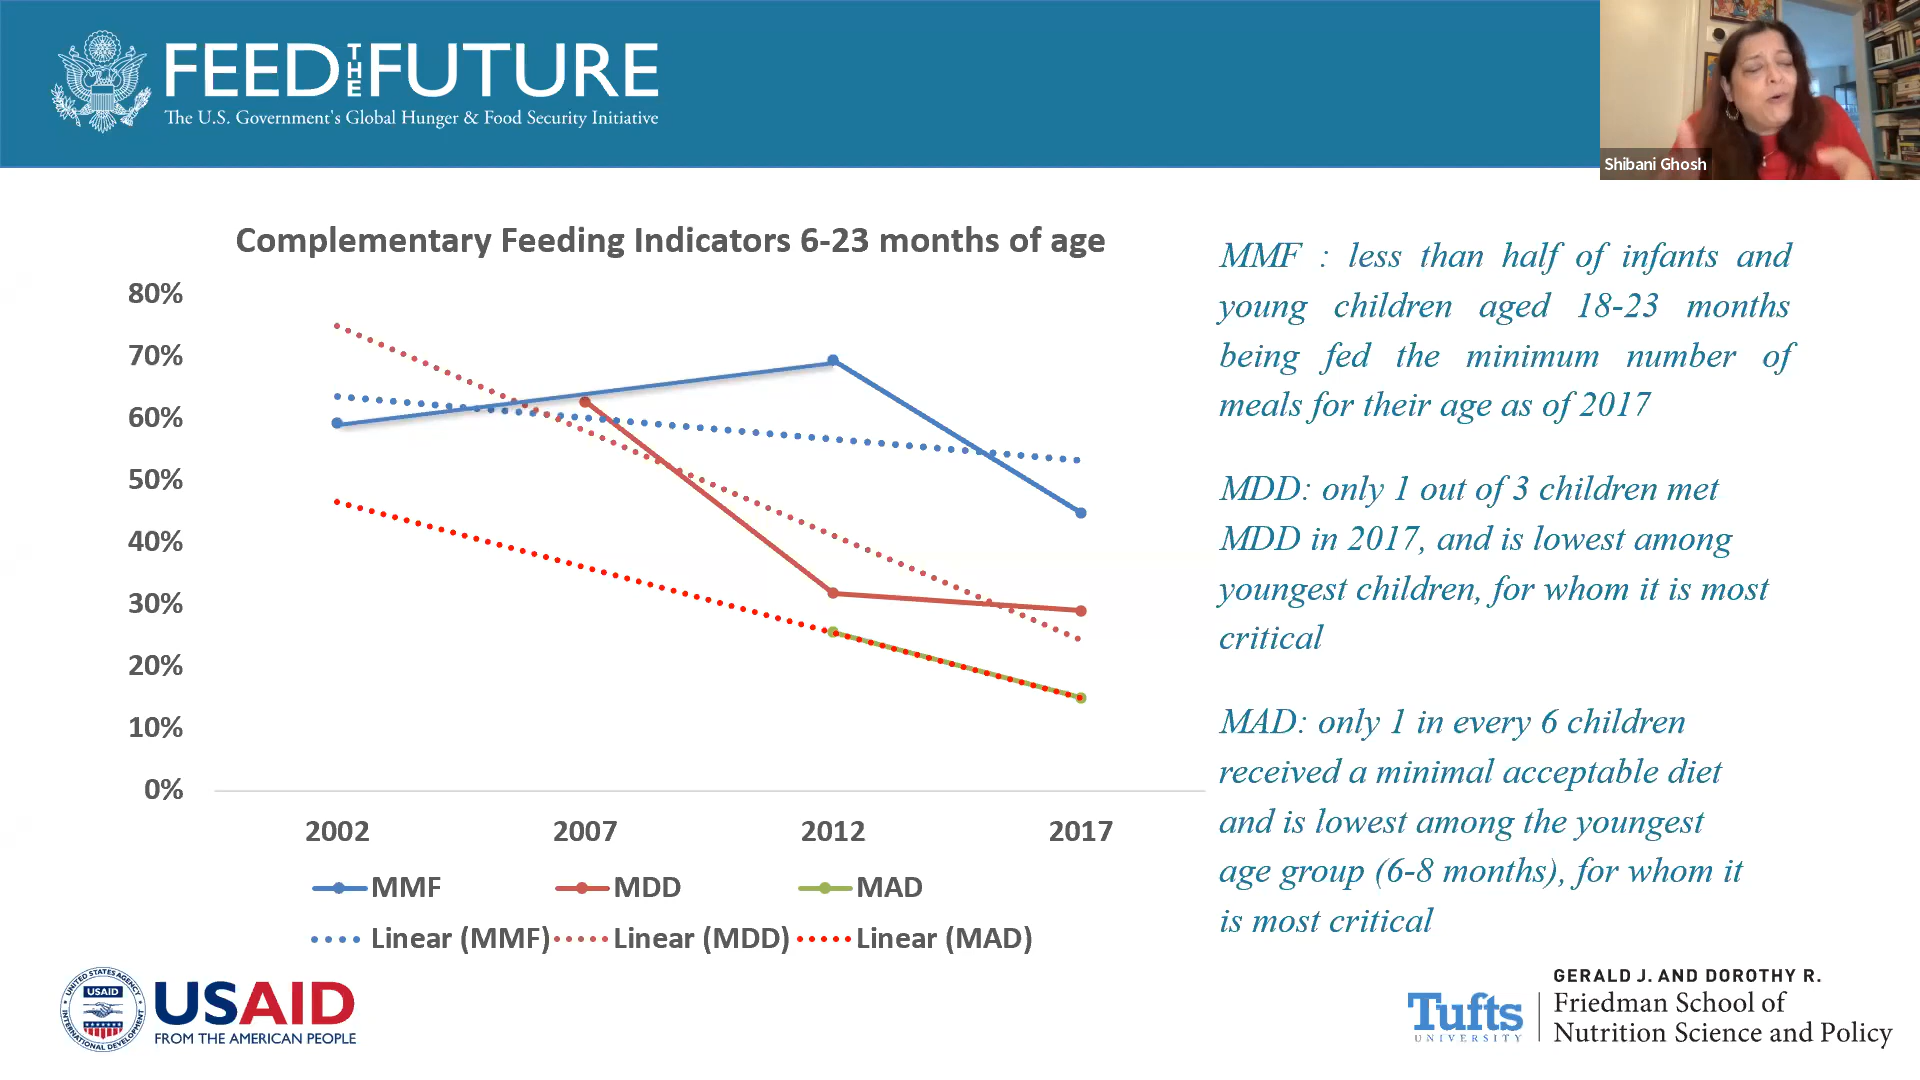 FEED THE FUTURE
The U.S. Government's Global Hunger & Food Security Initiative
Shibani Ghosh
Complementary Feeding Indicators 6-23 months of age
80%
70%
60%
50%
40%
30%
20%
10%
0%
2002 2007 2012 2017
MMF MDD MAD
Linear (MMF) Linear (MDD) Linear (MAD)
MMF : less than half of infants and
young children aged 18-23 months
being fed the minimum number of
meals for their age as of 2017
MDD: only 1 out of 3 children met
MDD in 2017, and is lowest among
youngest children, for whom it is most
critical
MAD: only 1 in every 6 children
received a minimal acceptable diet
and is lowest among the youngest
age group (6-8 months), for whom it
is most critical
UNITED STATES AGENCY
USAID
INTERNATIONAL DEVELOPMENT
USAID
FROM THE AMERICAN PEOPLE
Tufts
UNIVERSITY
GERALD J. AND DOROTHY R.
Friedman School of
Nutrition Science and Policy